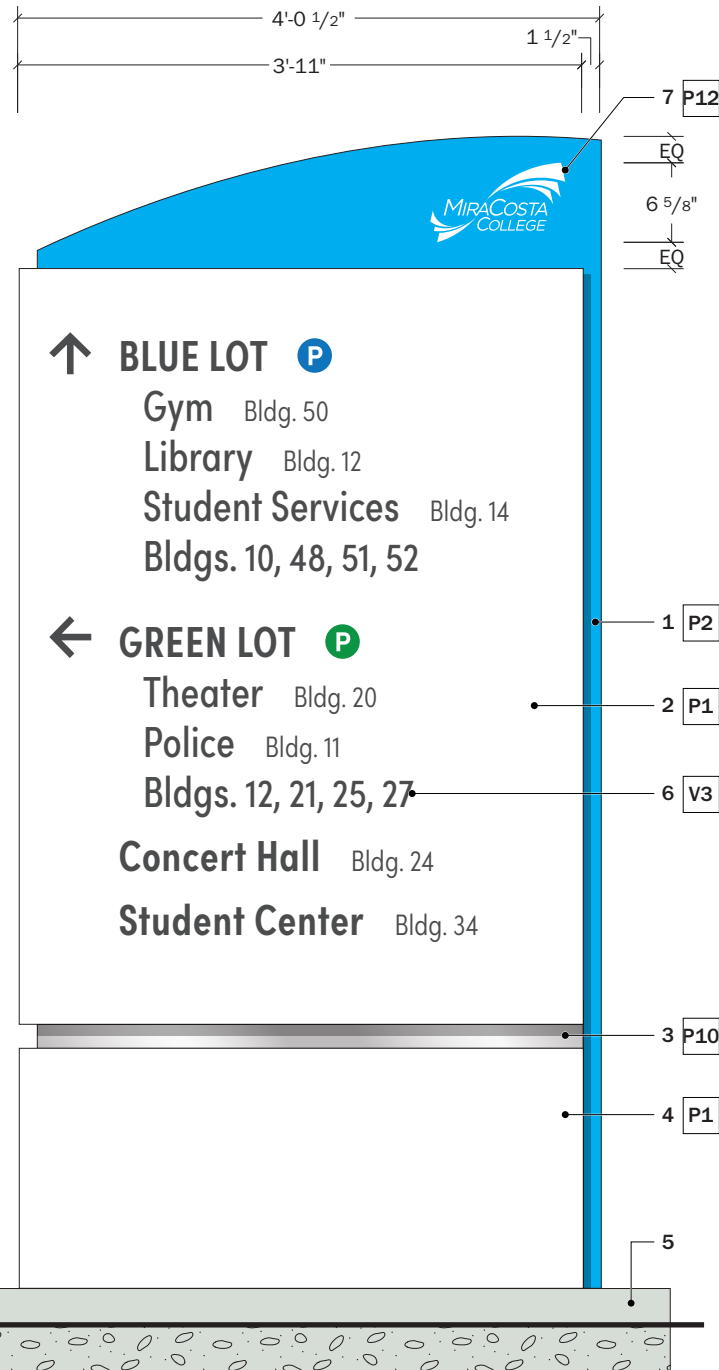 4'-0 1/2"
1 1/2"
3'-11"
7 P12
EQ
6 5/8"
EQ
MIRACOSTA
COLLEGE
BLUE LOT P
Gym Bldg. 50
Library Bldg. 12
Student Services Bldg. 14
Bldgs. 10, 48, 51, 52
GREEN LOT P
1 P2
Theater Bldg. 20
2 P1
Police Bldg. 11
Bldgs. 12, 21, 25, 27
6 V3
Concert Hall Bldg. 24
Student Center Bldg. 34
3 P10
4 P1
5